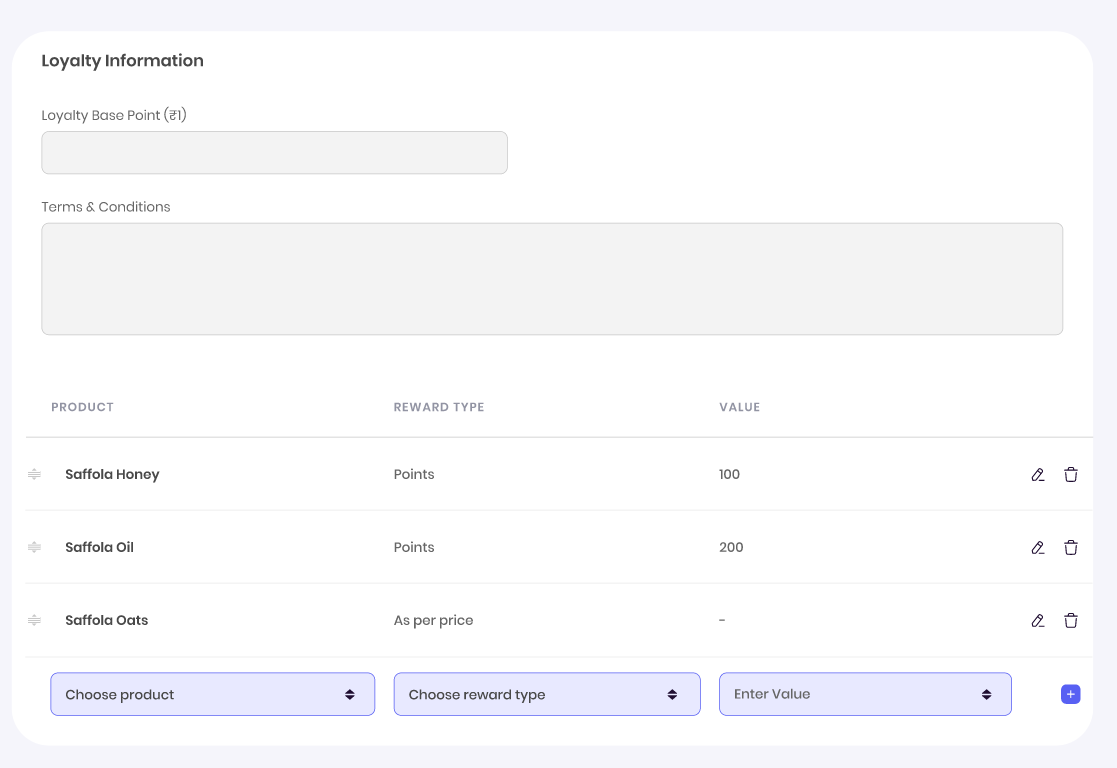 Loyalty Information
Loyalty Base Point (₹1)
Terms & Conditions
PRODUCT REWARD TYPE VALUE
Saffola Honey Points 100
Saffola Oil Points 200
Saffola Oats As per price -
Choose product Choose reward type Enter Value +